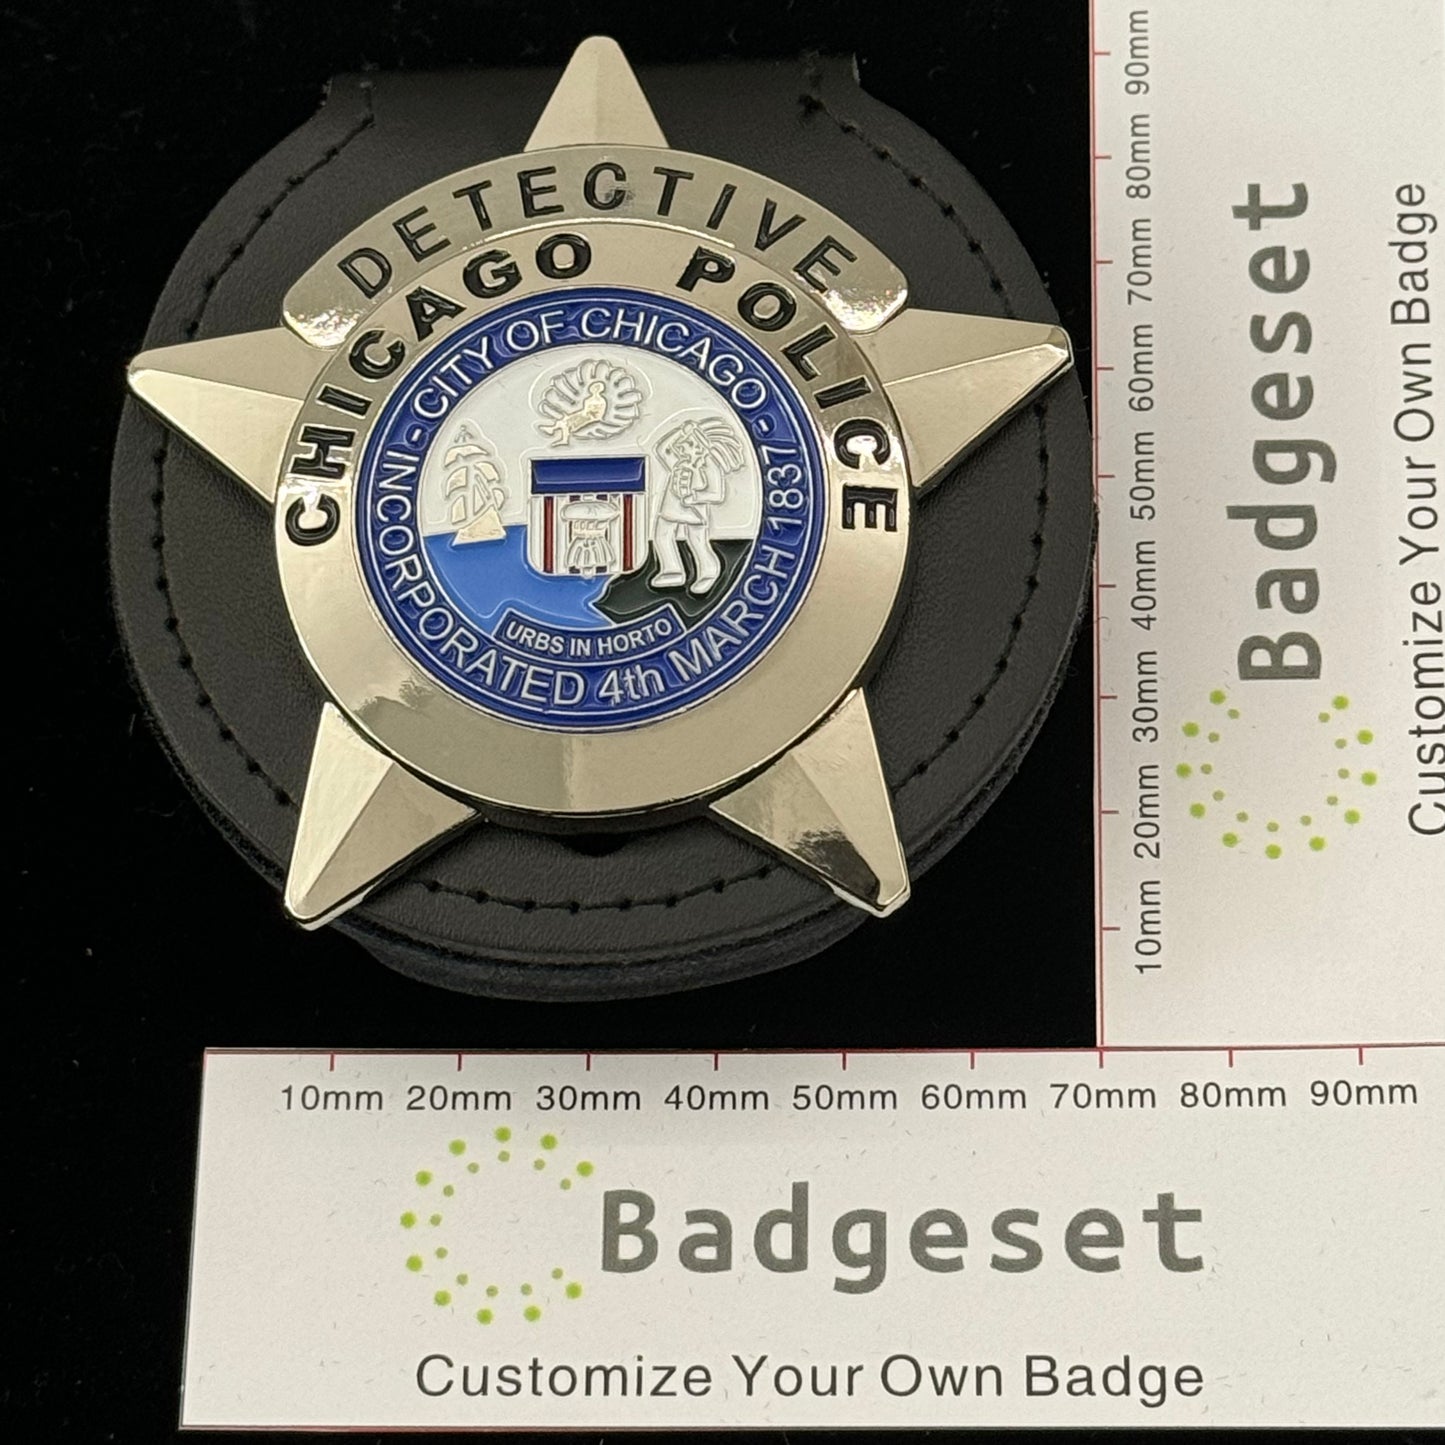 DETECTIVE
CHICAGO POLICE
- CITY OF CHICAGO -
INCORPORATED 4th MARCH 1837
URBS IN HORTO
90mm
80mm
70mm
60mm
50mm
40mm
30mm
20mm
10mm
Badgeset
Customize Your Own Badge
10mm 20mm 30mm 40mm 50mm 60mm 70mm 80mm 90mm
Badgeset
Customize Your Own Badge